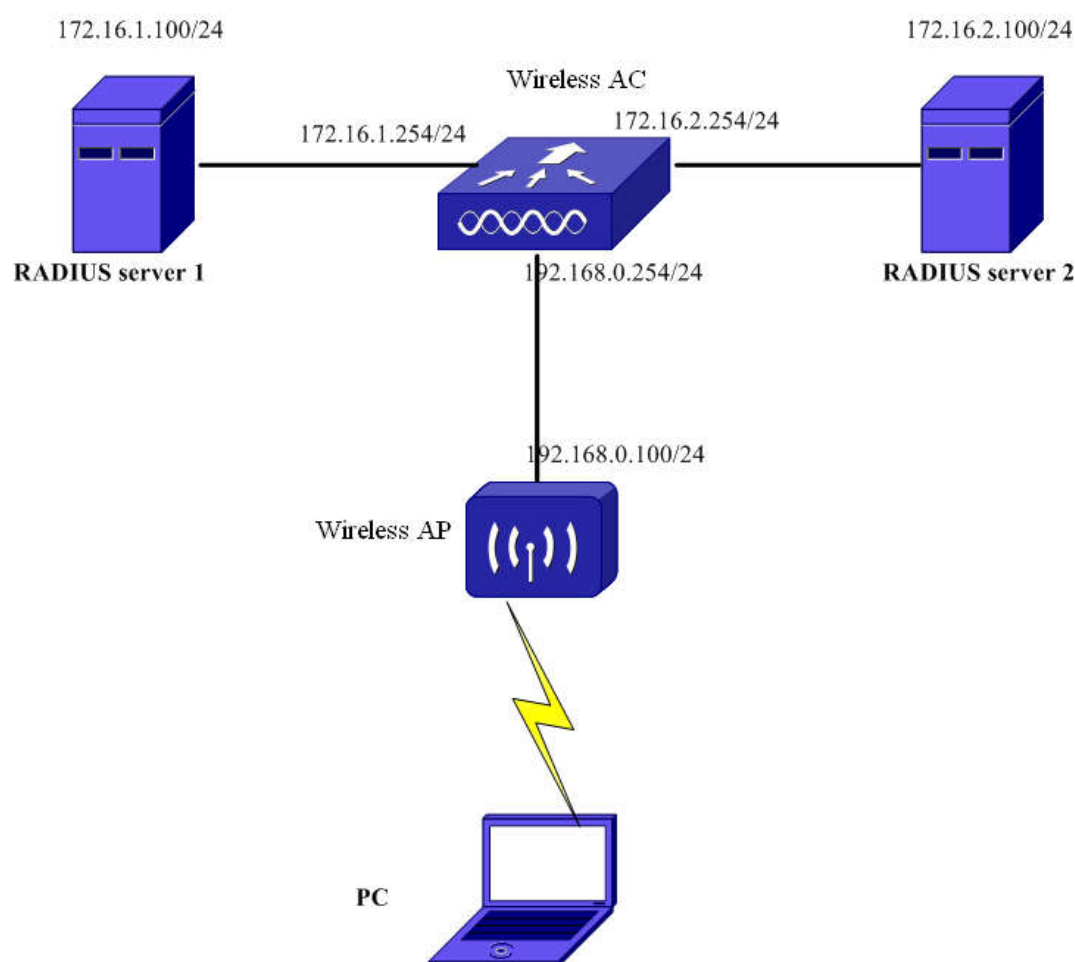 172.16.1.100/24
172.16.2.100/24
Wireless AC
172.16.1.254/24
172.16.2.254/24
RADIUS server 1
192.168.0.254/24
RADIUS server 2
192.168.0.100/24
Wireless AP
PC